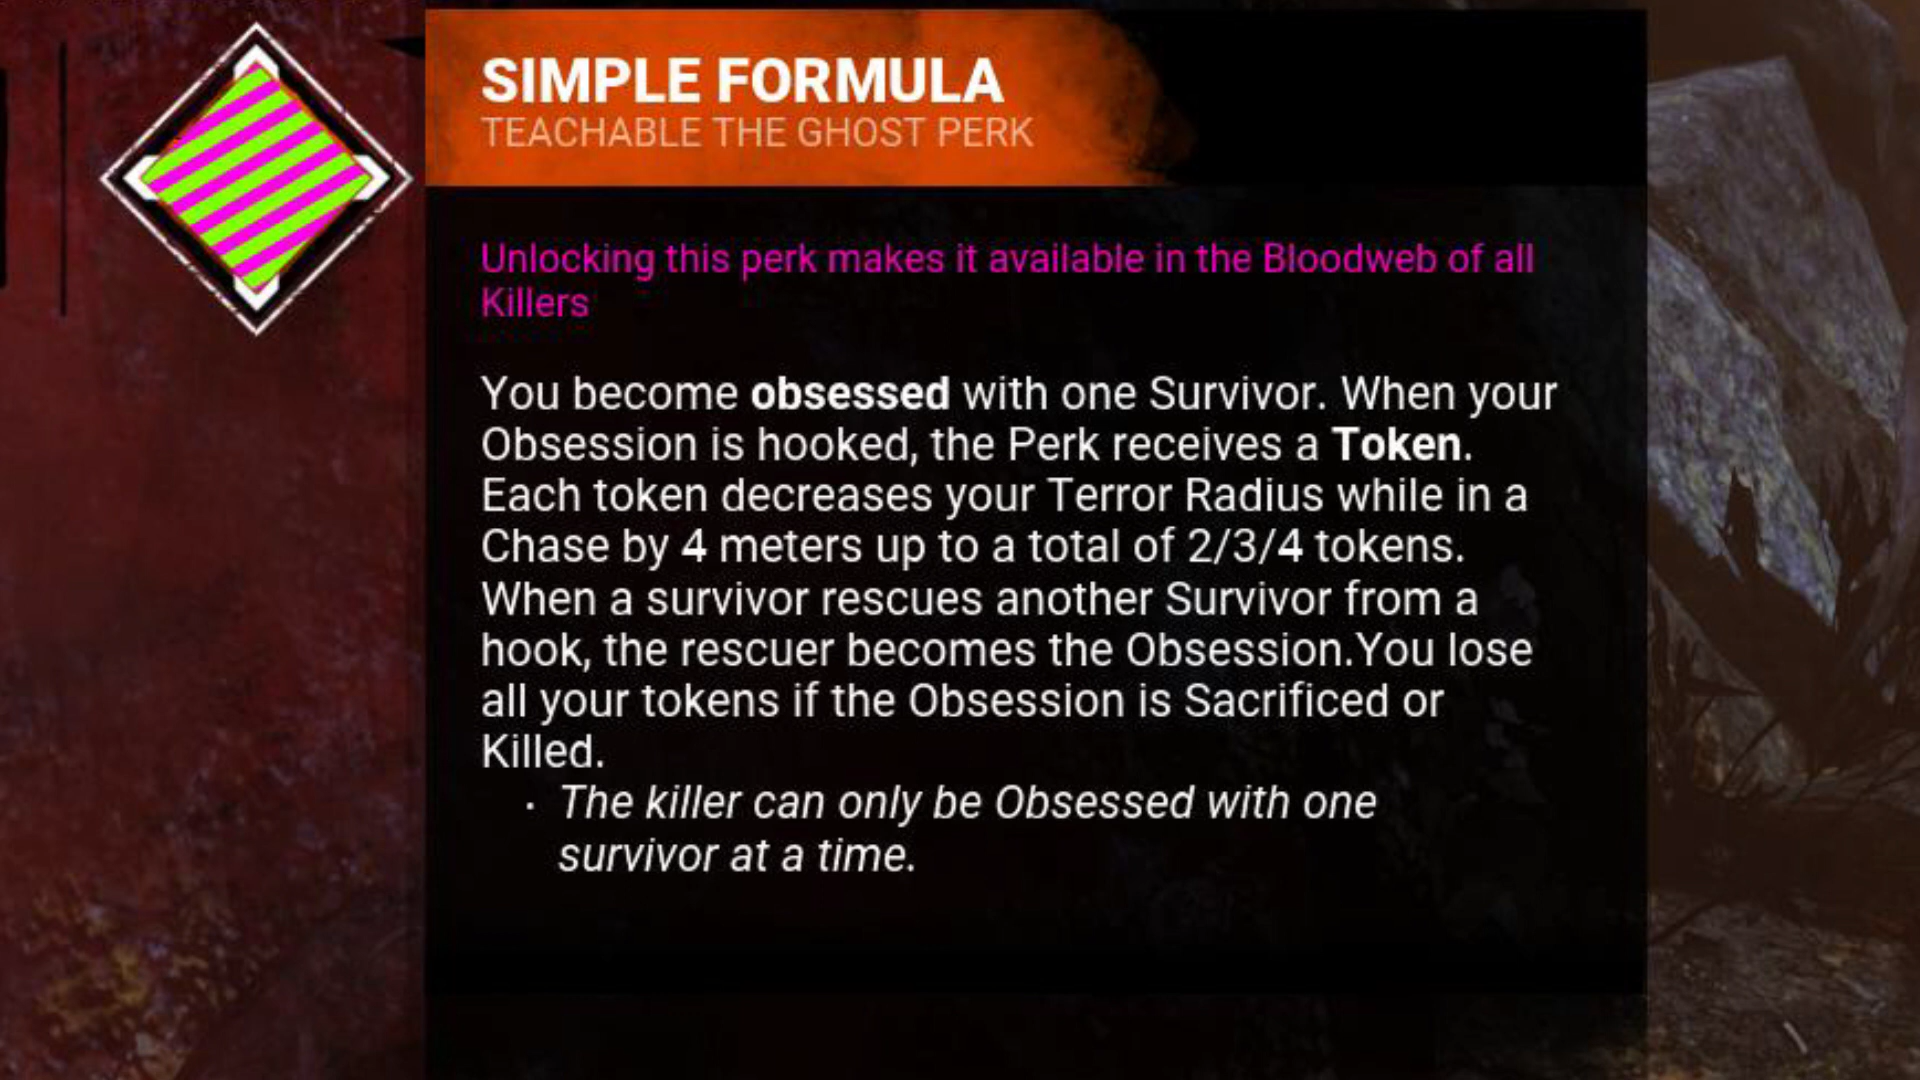 SIMPLE FORMULA
TEACHABLE THE GHOST PERK
Unlocking this perk makes it available in the Bloodweb of all
Killers
You become obsessed with one Survivor. When your
Obsession is hooked, the Perk receives a Token.
Each token decreases your Terror Radius while in a
Chase by 4 meters up to a total of 2/3/4 tokens.
When a survivor rescues another Survivor from a
hook, the rescuer becomes the Obsession.You lose
all your tokens if the Obsession is Sacrificed or
Killed.
· The killer can only be Obsessed with one
survivor at a time.